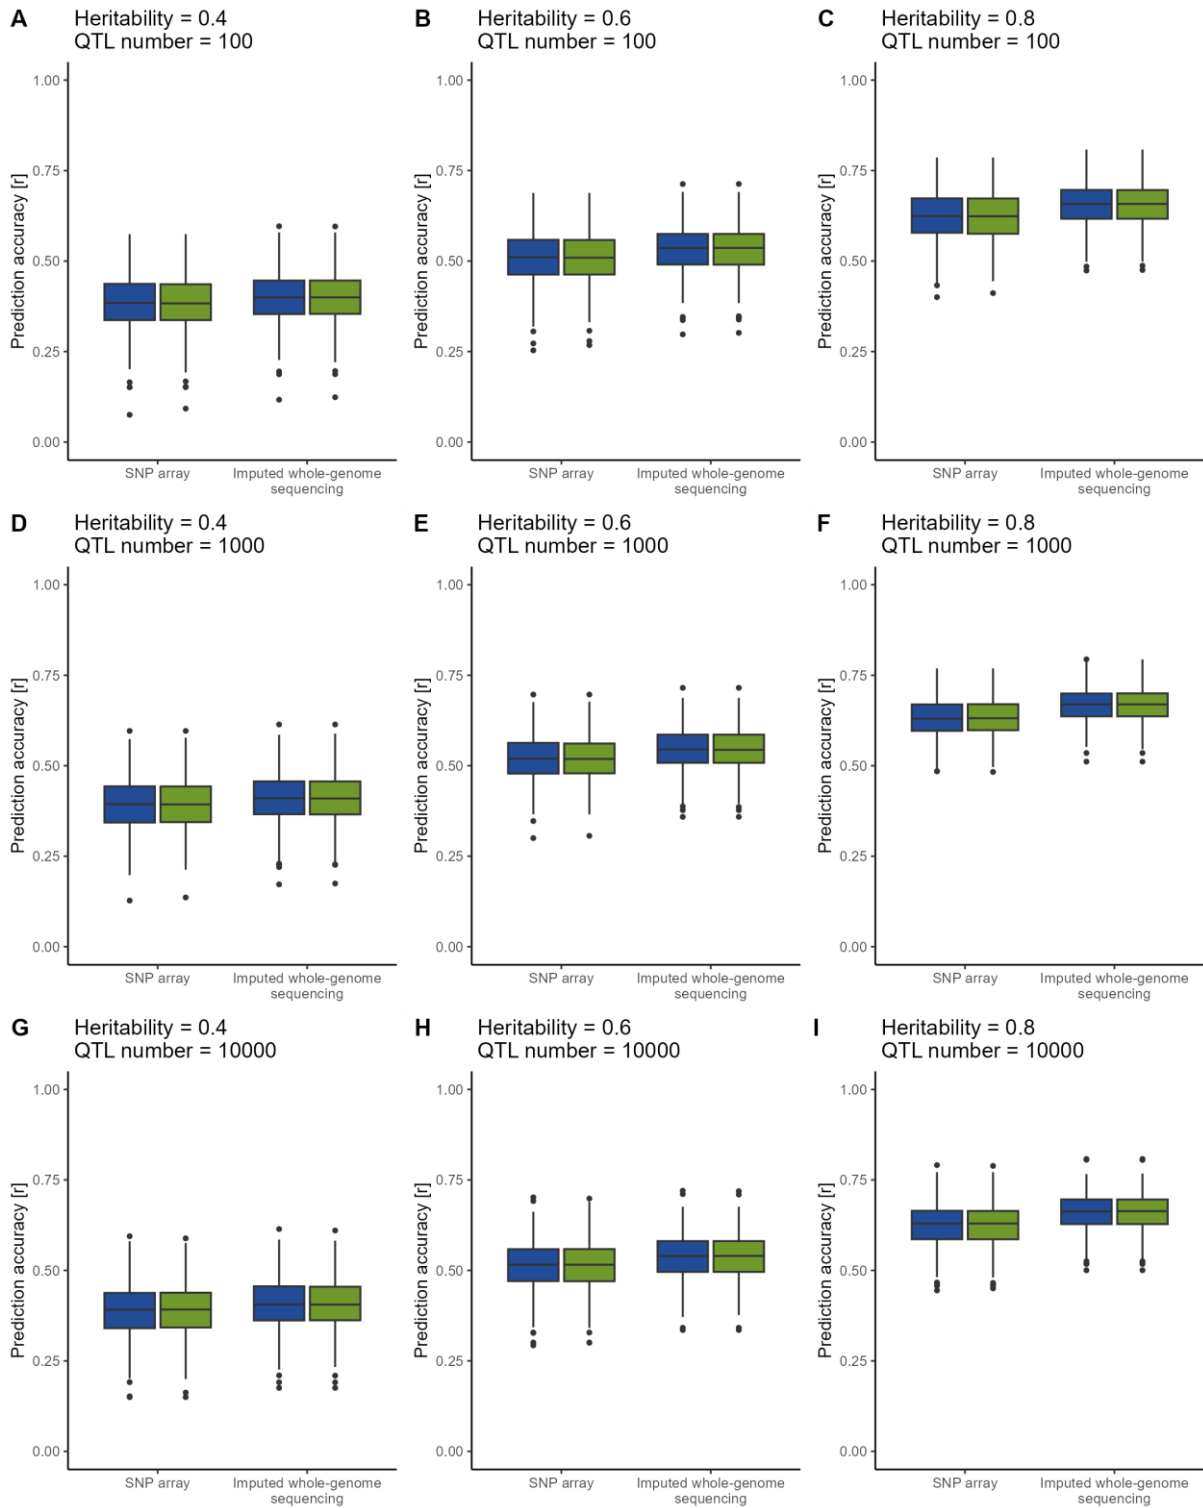 A Heritability = 0.4
QTL number = 100
Prediction accuracy [r]
1.00
0.75
0.50
0.25
0.00
SNP array
Imputed whole-genome
sequencing
B Heritability = 0.6
QTL number = 100
Prediction accuracy [r]
1.00
0.75
0.50
0.25
0.00
SNP array
Imputed whole-genome
sequencing
C Heritability = 0.8
QTL number = 100
Prediction accuracy [r]
1.00
0.75
0.50
0.25
0.00
SNP array
Imputed whole-genome
sequencing
D Heritability = 0.4
QTL number = 1000
Prediction accuracy [r]
1.00
0.75
0.50
0.25
0.00
SNP array
Imputed whole-genome
sequencing
E Heritability = 0.6
QTL number = 1000
Prediction accuracy [r]
1.00
0.75
0.50
0.25
0.00
SNP array
Imputed whole-genome
sequencing
F Heritability = 0.8
QTL number = 1000
Prediction accuracy [r]
1.00
0.75
0.50
0.25
0.00
SNP array
Imputed whole-genome
sequencing
G Heritability = 0.4
QTL number = 10000
Prediction accuracy [r]
1.00
0.75
0.50
0.25
0.00
SNP array
Imputed whole-genome
sequencing
H Heritability = 0.6
QTL number = 10000
Prediction accuracy [r]
1.00
0.75
0.50
0.25
0.00
SNP array
Imputed whole-genome
sequencing
I Heritability = 0.8
QTL number = 10000
Prediction accuracy [r]
1.00
0.75
0.50
0.25
0.00
SNP array
Imputed whole-genome
sequencing